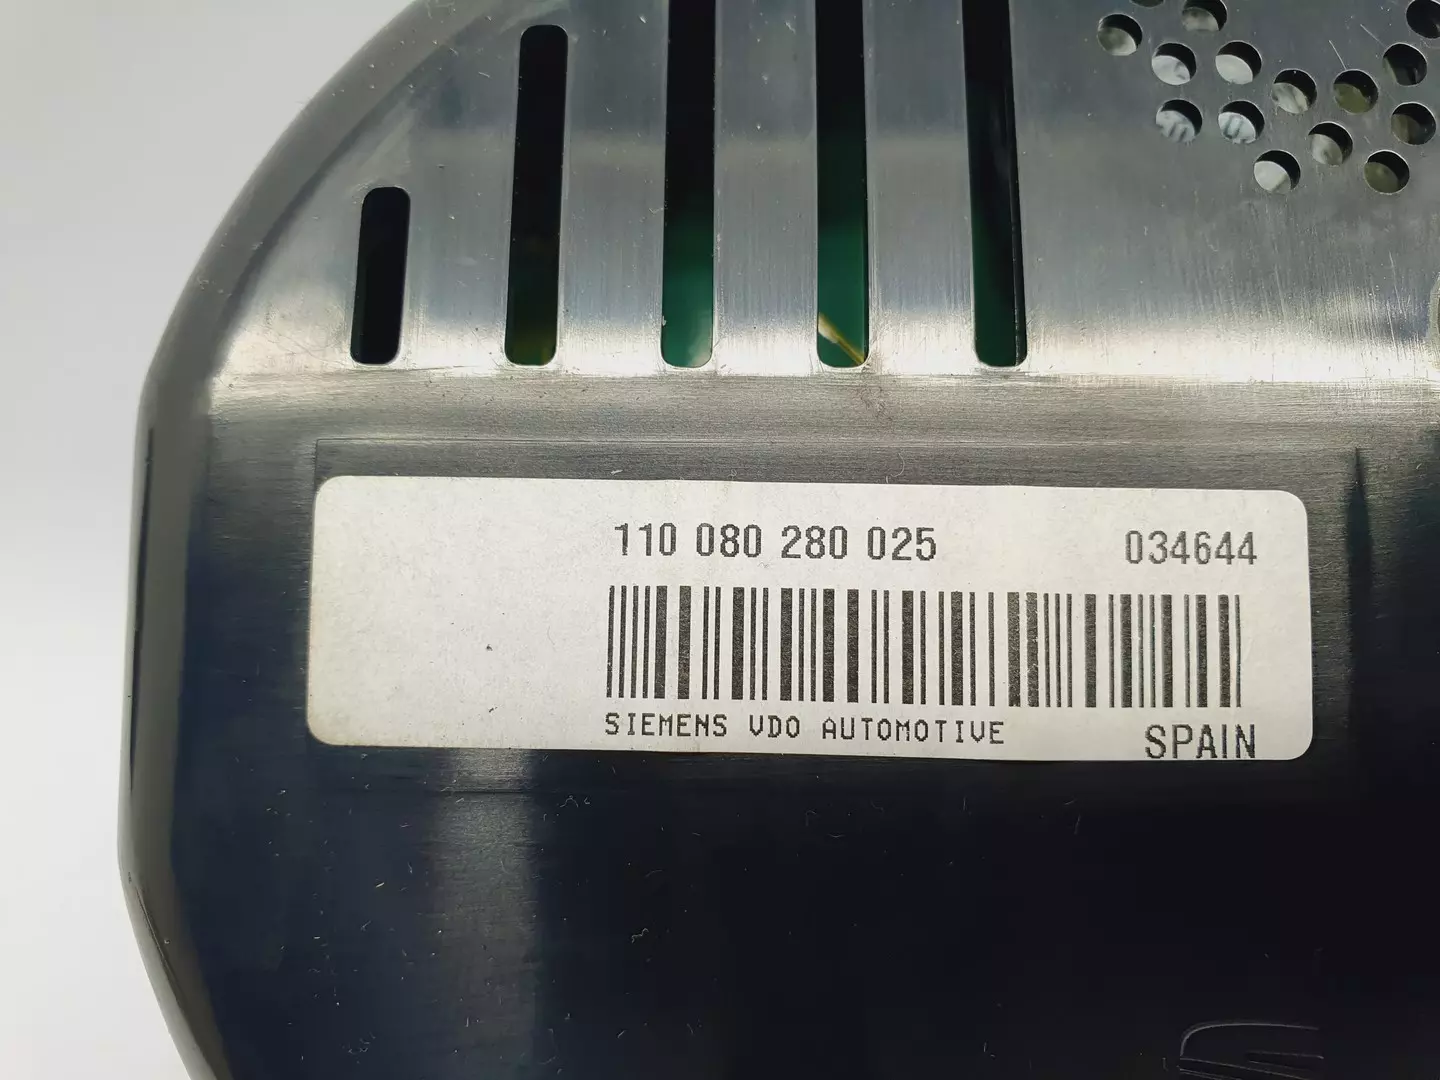 110 080 280 025 034644
SIEMENS VDO AUTOMOTIVE SPAIN